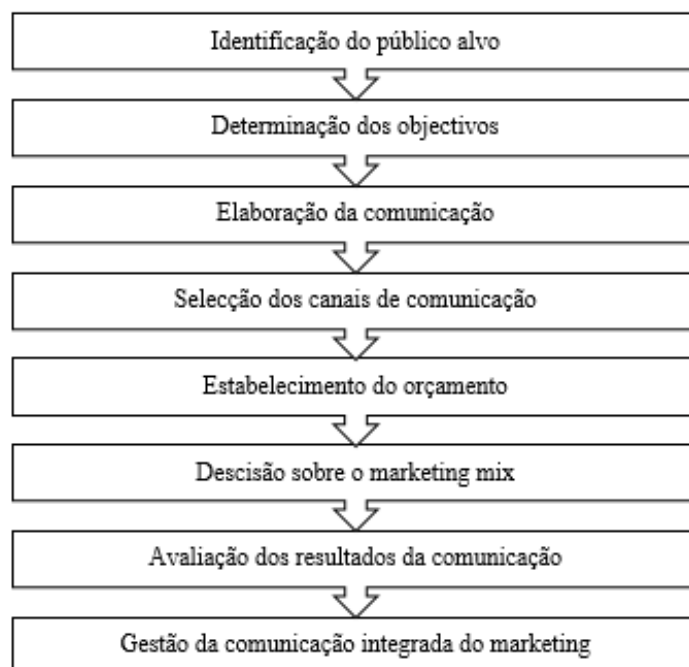 Identificação do público alvo
Determinação dos objectivos
Elaboração da comunicação
Selecção dos canais de comunicação
Estabelecimento do orçamento
Descisão sobre o marketing mix
Avaliação dos resultados da comunicação
Gestão da comunicação integrada do marketing